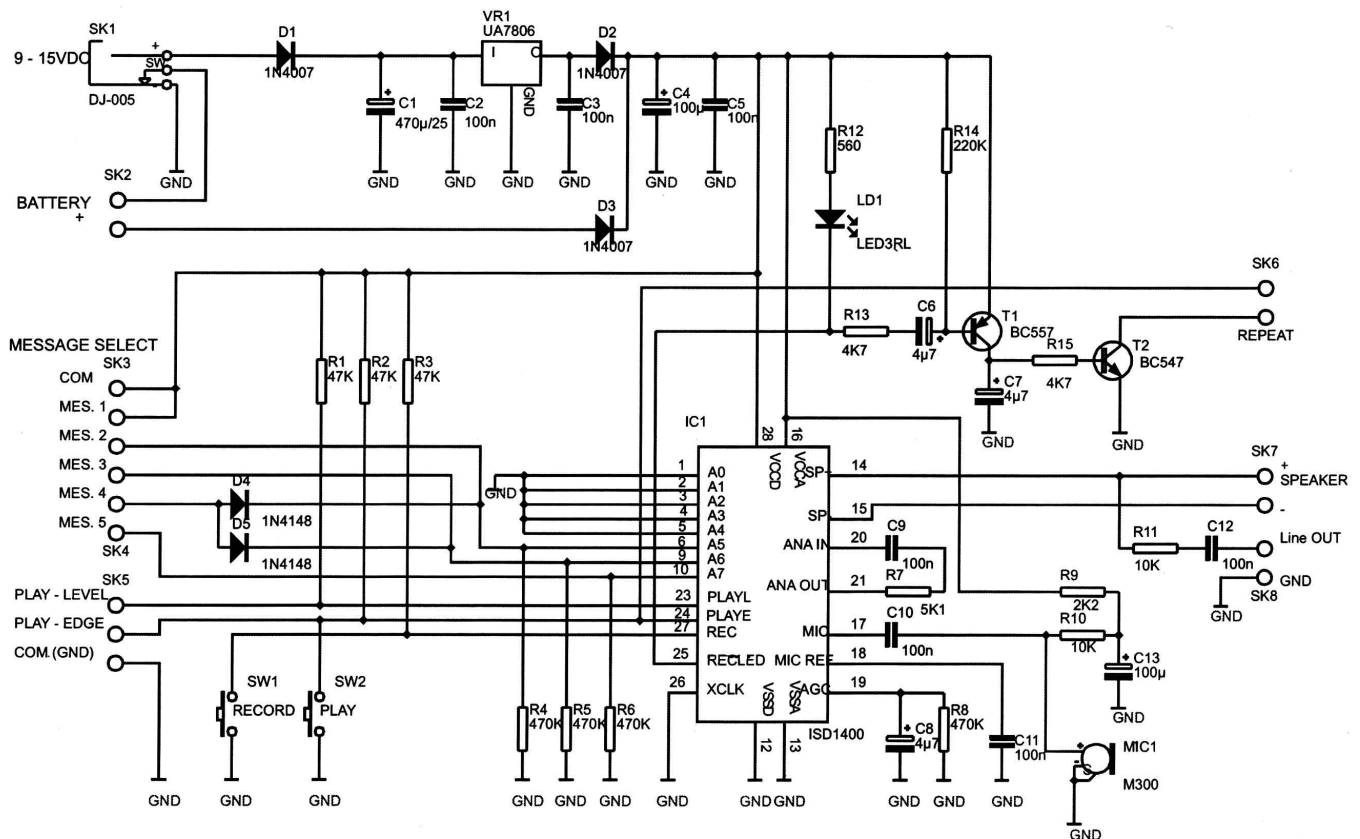 SK1
9 - 15VDC
+
SW
-
DJ-005
D1
1N4007
VR1
UA7806
I
O
GND
D2
1N4007
+
C1
470µ/25
C2
100n
C3
100n
+
C4
100µ
C5
100n
GND
GND
GND
GND
GND
GND
GND
SK2
BATTERY
+
D3
1N4007
R12
560
R14
220K
LD1
LED3RL
SK6
REPEAT
R13
4K7
C6
+
4µ7
T1
BC557
R15
4K7
T2
BC547
+
C7
4µ7
GND
GND
MESSAGE SELECT
SK3
COM
MES. 1
MES. 2
MES. 3
MES. 4
MES. 5
SK4
R1
47K
R2
47K
R3
47K
D4
1N4148
D5
1N4148
SK5
PLAY - LEVEL
PLAY - EDGE
COM.(GND)
SW1
RECORD
SW2
PLAY
IC1
28
16
VCCD
VCCA
GND
1
A0
2
A1
3
A2
4
A3
5
A4
6
A5
9
A6
10
A7
23
PLAYL
24
PLAYE
27
REC
25
RECLED
26
XCLK
SP+
14
SP-
15
ANA IN
20
ANA OUT
21
MIC
17
MIC REF
18
AGC
19
VSSD
VSSA
12
13
ISD1400
SK7
+
SPEAKER
-
R11
10K
C12
100n
Line OUT
GND
SK8
GND
C9
100n
R7
5K1
C10
100n
R9
2K2
R10
10K
+
C13
100µ
GND
R4
470K
R5
470K
R6
470K
+
C8
4µ7
R8
470K
C11
100n
+
-
S
MIC1
M300
GND
GND
GND
GND
GND
GND
GND
GND
GND
GND
GND
GND
GND